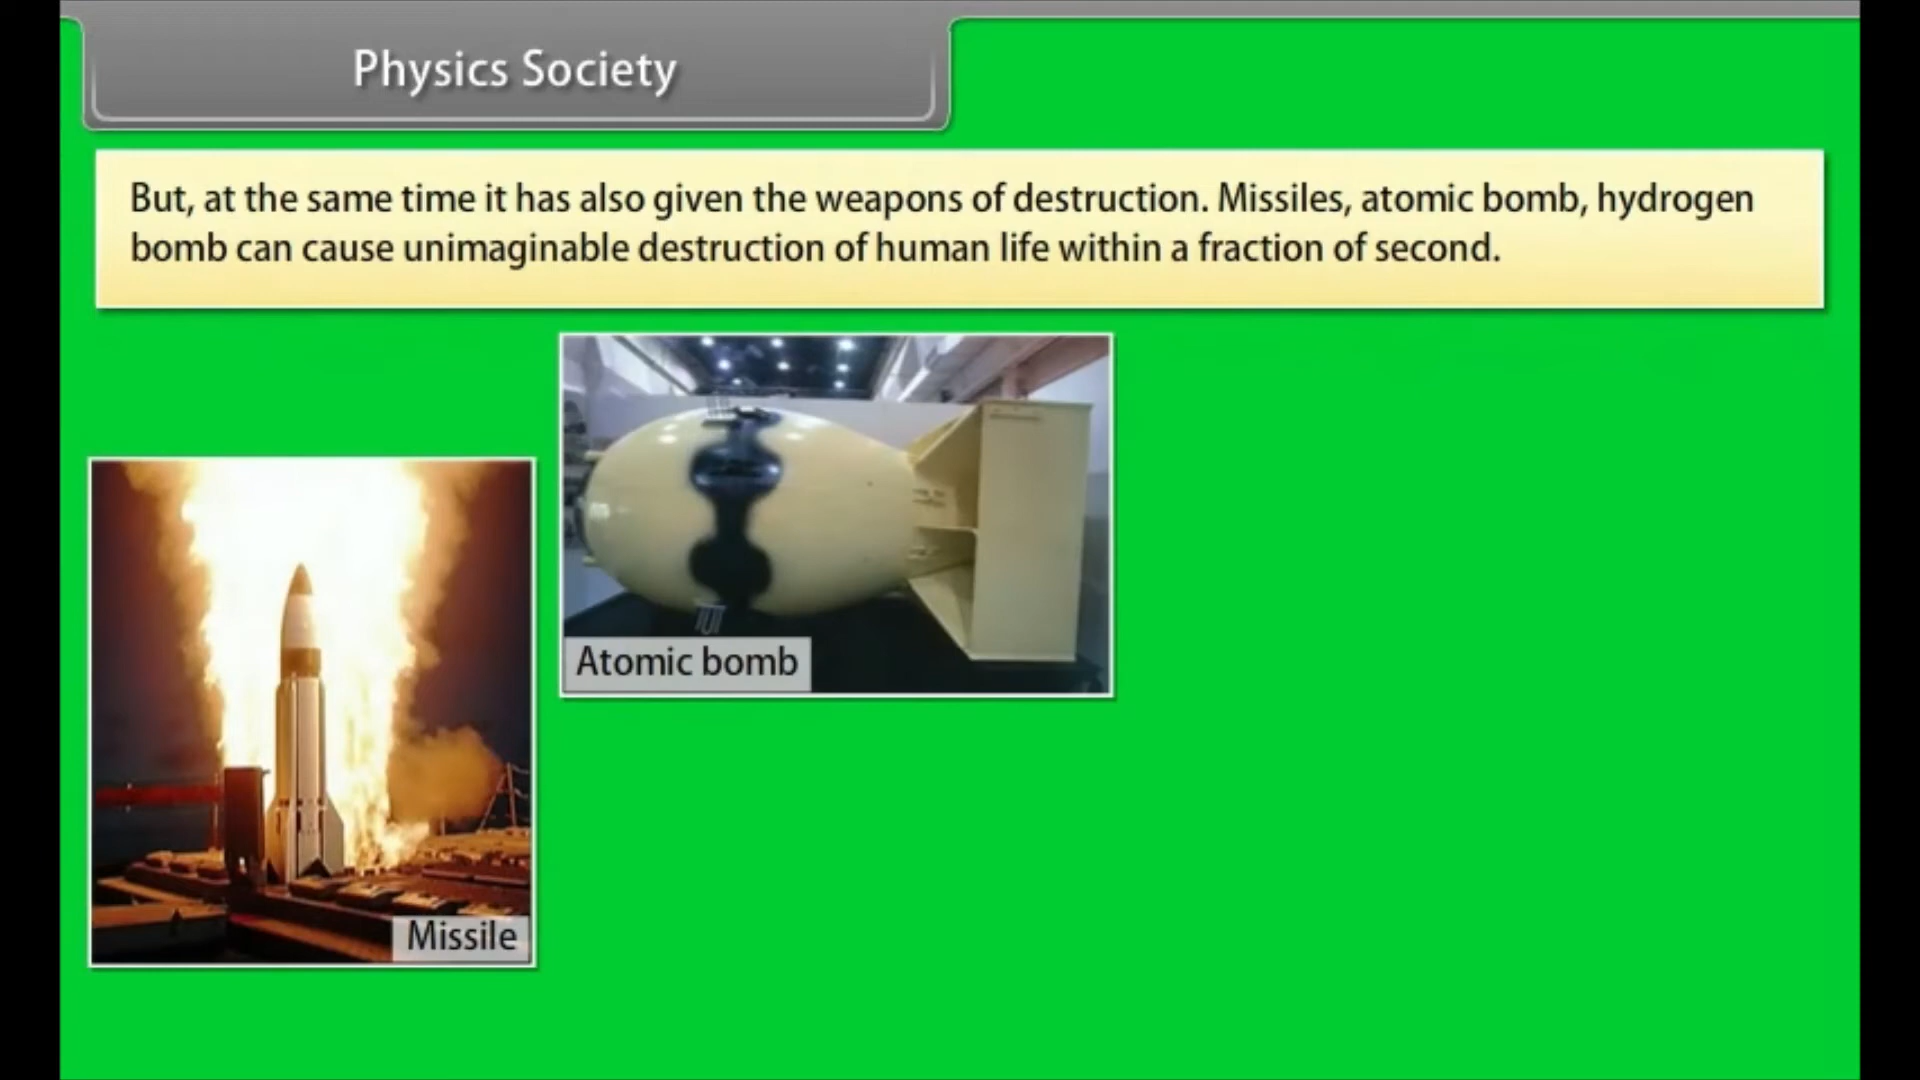 Physics Society
But, at the same time it has also given the weapons of destruction. Missiles, atomic bomb, hydrogen
bomb can cause unimaginable destruction of human life within a fraction of second.
Atomic bomb
Missile